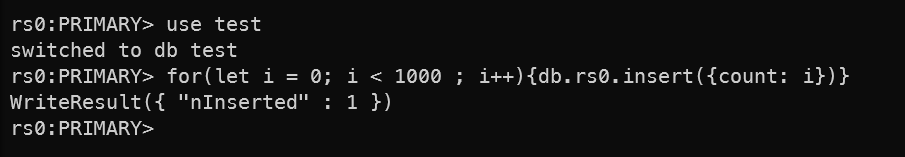 rs0:PRIMARY> use test
switched to db test
rs0:PRIMARY> for(let i = 0; i < 1000 ; i++){db.rs0.insert({count: i})}
WriteResult({ "nInserted" : 1 })
rs0:PRIMARY>